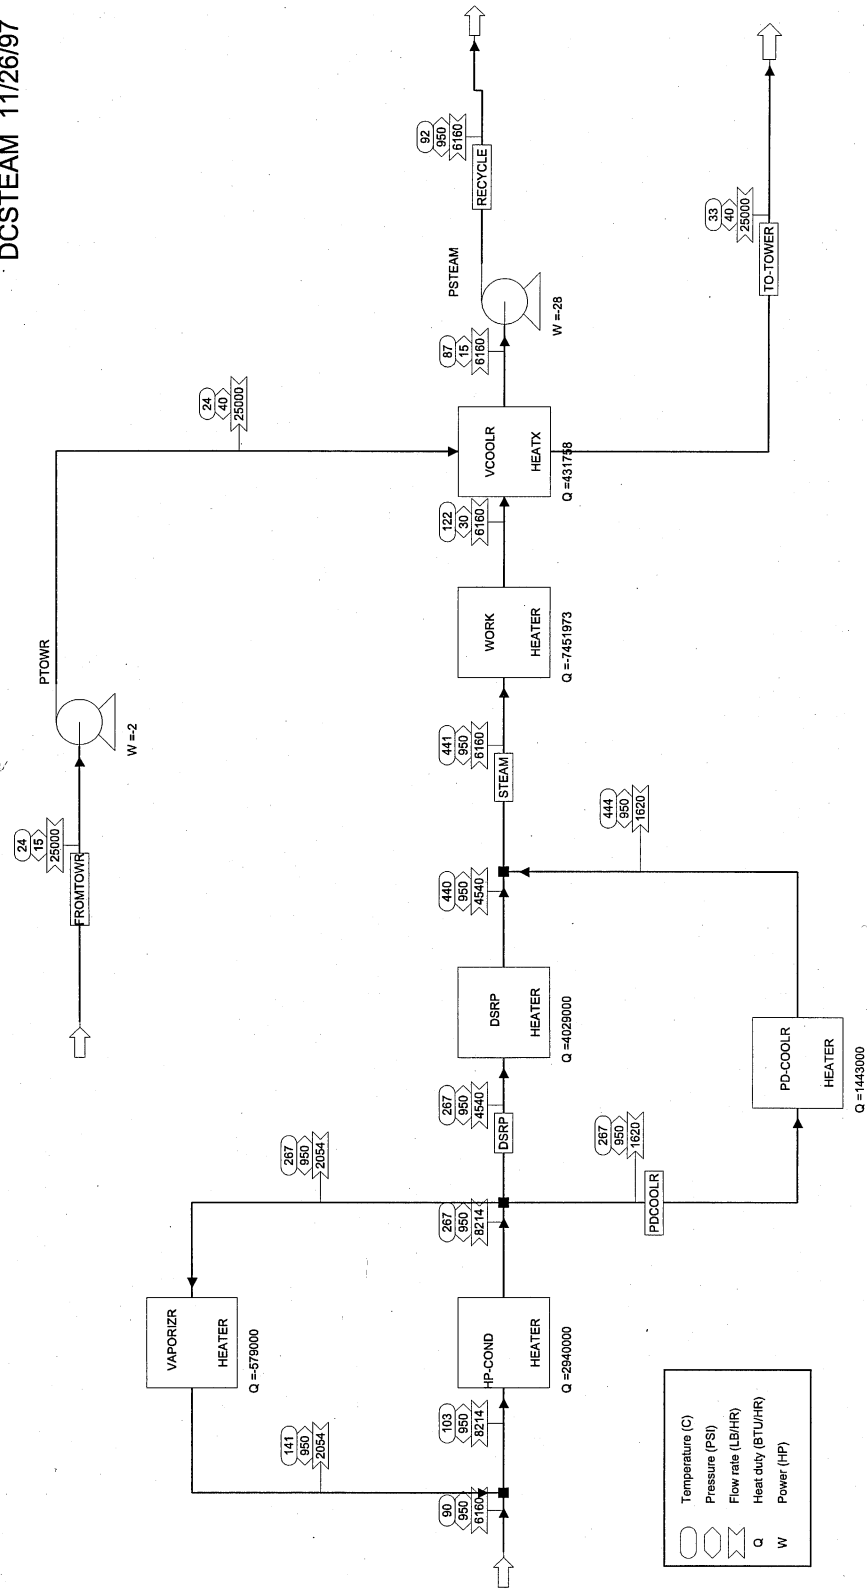 DCSTEAM 11/26/97
FROMTOWR
24
15
25000
PTOWR
W =-2
24
40
25000
VAPORIZR
HEATER
Q =-579000
141
950
2054
267
950
2054
90
950
6160
103
950
8214
HP-COND
HEATER
Q =2940000
267
950
8214
DSRP
267
950
4540
DSRP
HEATER
Q =4029000
440
950
4540
STEAM
441
950
6160
WORK
HEATER
Q =-7451973
122
30
6160
VCOOLR
HEATX
Q =431758
87
15
6160
PSTEAM
W =-28
RECYCLE
92
950
6160
PDCOOLR
267
950
1620
PD-COOLR
HEATER
Q =1443000
444
950
1620
TO-TOWER
33
40
25000
Temperature (C)
Pressure (PSI)
Flow rate (LB/HR)
Q Heat duty (BTU/HR)
W Power (HP)